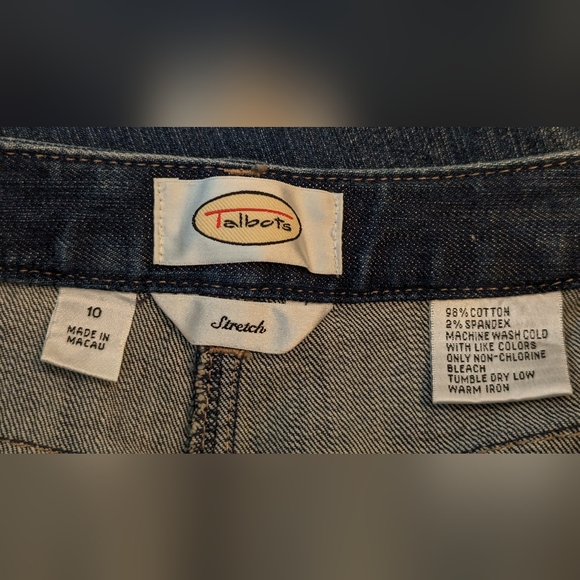 Talbots
10
MADE IN
MACAU
Stretch
98% COTTON
2% SPANDEX
MACHINE WASH COLD
WITH LIKE COLORS
ONLY NON-CHLORINE
BLEACH
TUMBLE DRY LOW
WARM IRON